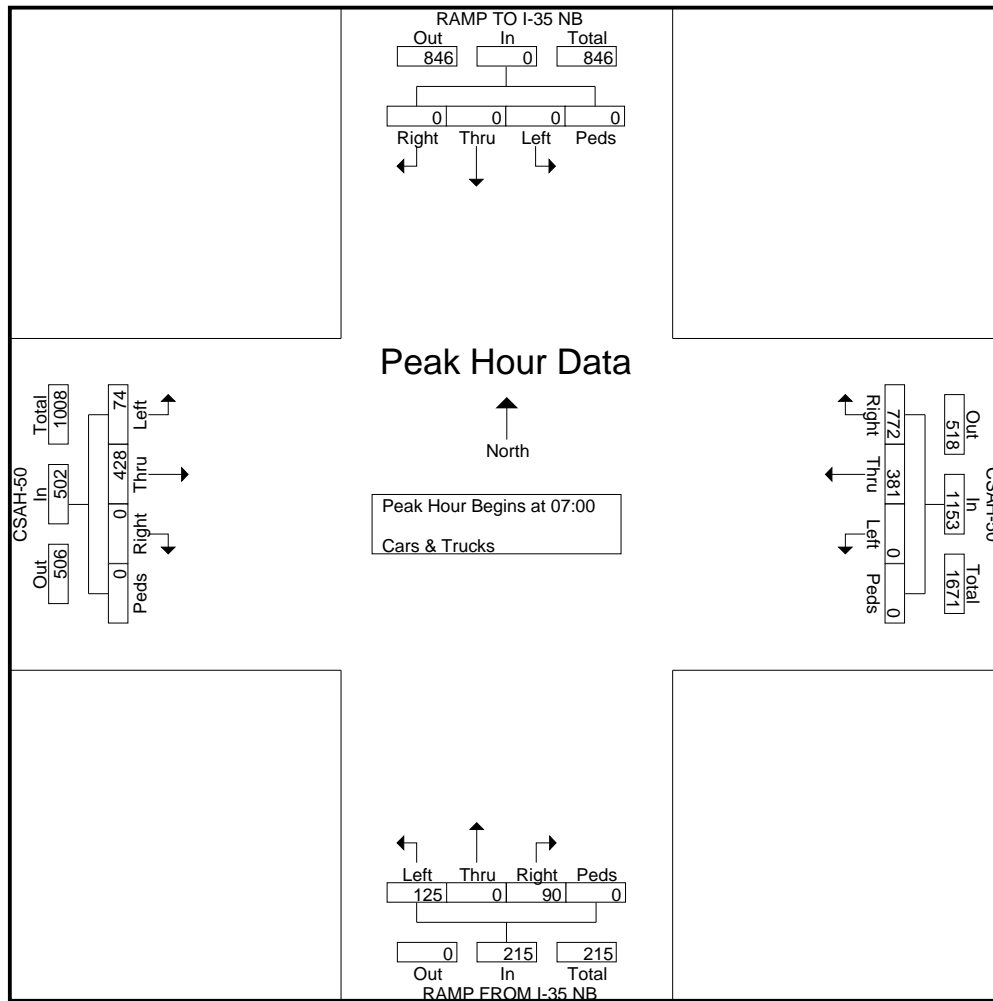 RAMP TO I-35 NB
Out In Total
846 0 846
0 0 0 0
Right Thru Left Peds
Peak Hour Data
North
Peak Hour Begins at 07:00
Cars & Trucks
CSAH-50
Total In Out
1008 502 506
74 428 0 0
Left Thru Right Peds
Right Thru Left Peds
772 381 0 0
Out In Total
518 1153 1671
CSAH-50
Left Thru Right Peds
125 0 90 0
0 215 215
Out In Total
RAMP FROM I-35 NB